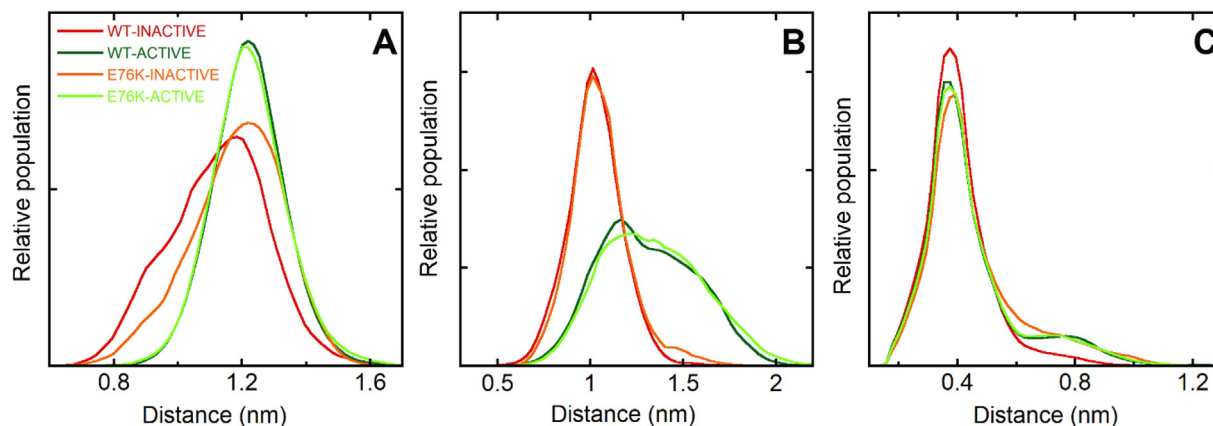 A
WT-INACTIVE
WT-ACTIVE
E76K-INACTIVE
E76K-ACTIVE
Relative population
0.8 1.2 1.6
Distance (nm)
B
Relative population
0.5 1 1.5 2
Distance (nm)
C
Relative population
0.4 0.8 1.2
Distance (nm)